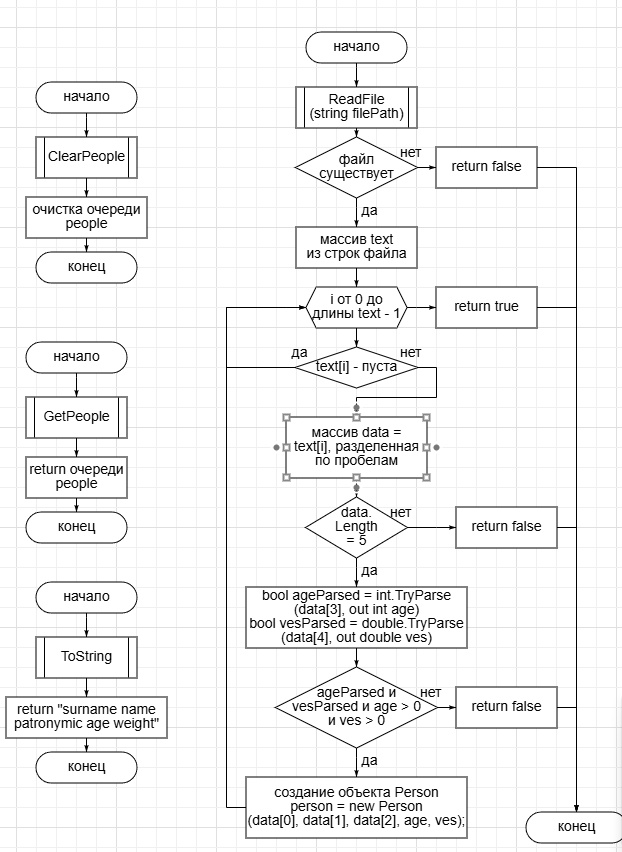 начало
ClearPeople
очистка очереди
people
конец
начало
GetPeople
return очереди
people
конец
начало
ToString
return "surname name
patronymic age weight"
конец
начало
ReadFile
(string filePath)
файл
существует
нет
return false
да
массив text
из строк файла
i от 0 до
длины text - 1
return true
да
text[i] - пуста
нет
массив data =
text[i], разделенная
по пробелам
data.
Length
= 5
нет
return false
да
bool ageParsed = int.TryParse
(data[3], out int age)
bool vesParsed = double.TryParse
(data[4], out double ves)
ageParsed и
vesParsed и age > 0
и ves > 0
нет
return false
да
создание объекта Person
person = new Person
(data[0], data[1], data[2], age, ves);
конец